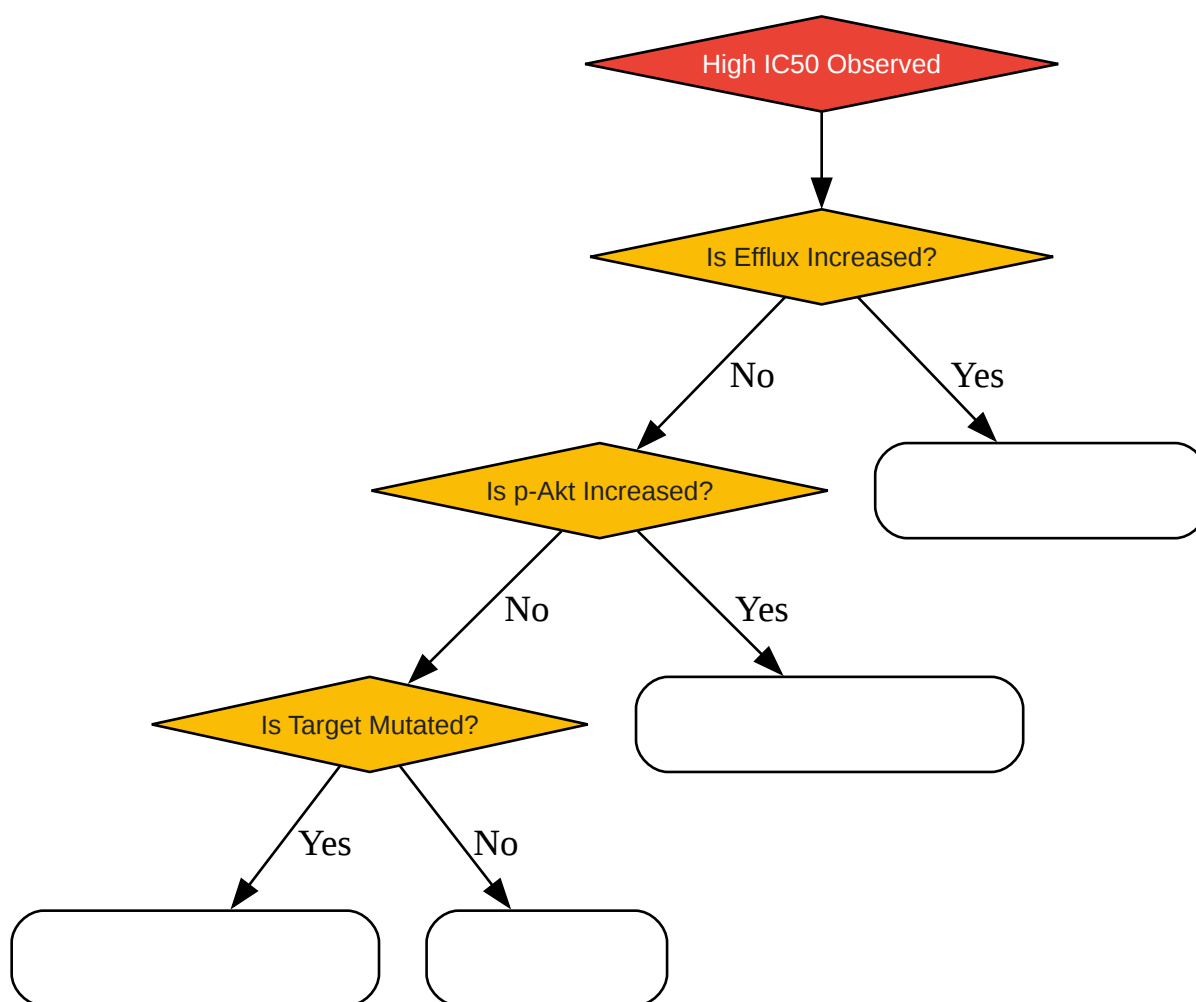 High IC50 Observed
Is Efflux Increased?
No
Yes
Is p-Akt Increased?
No
Yes
Is Target Mutated?
Yes
No